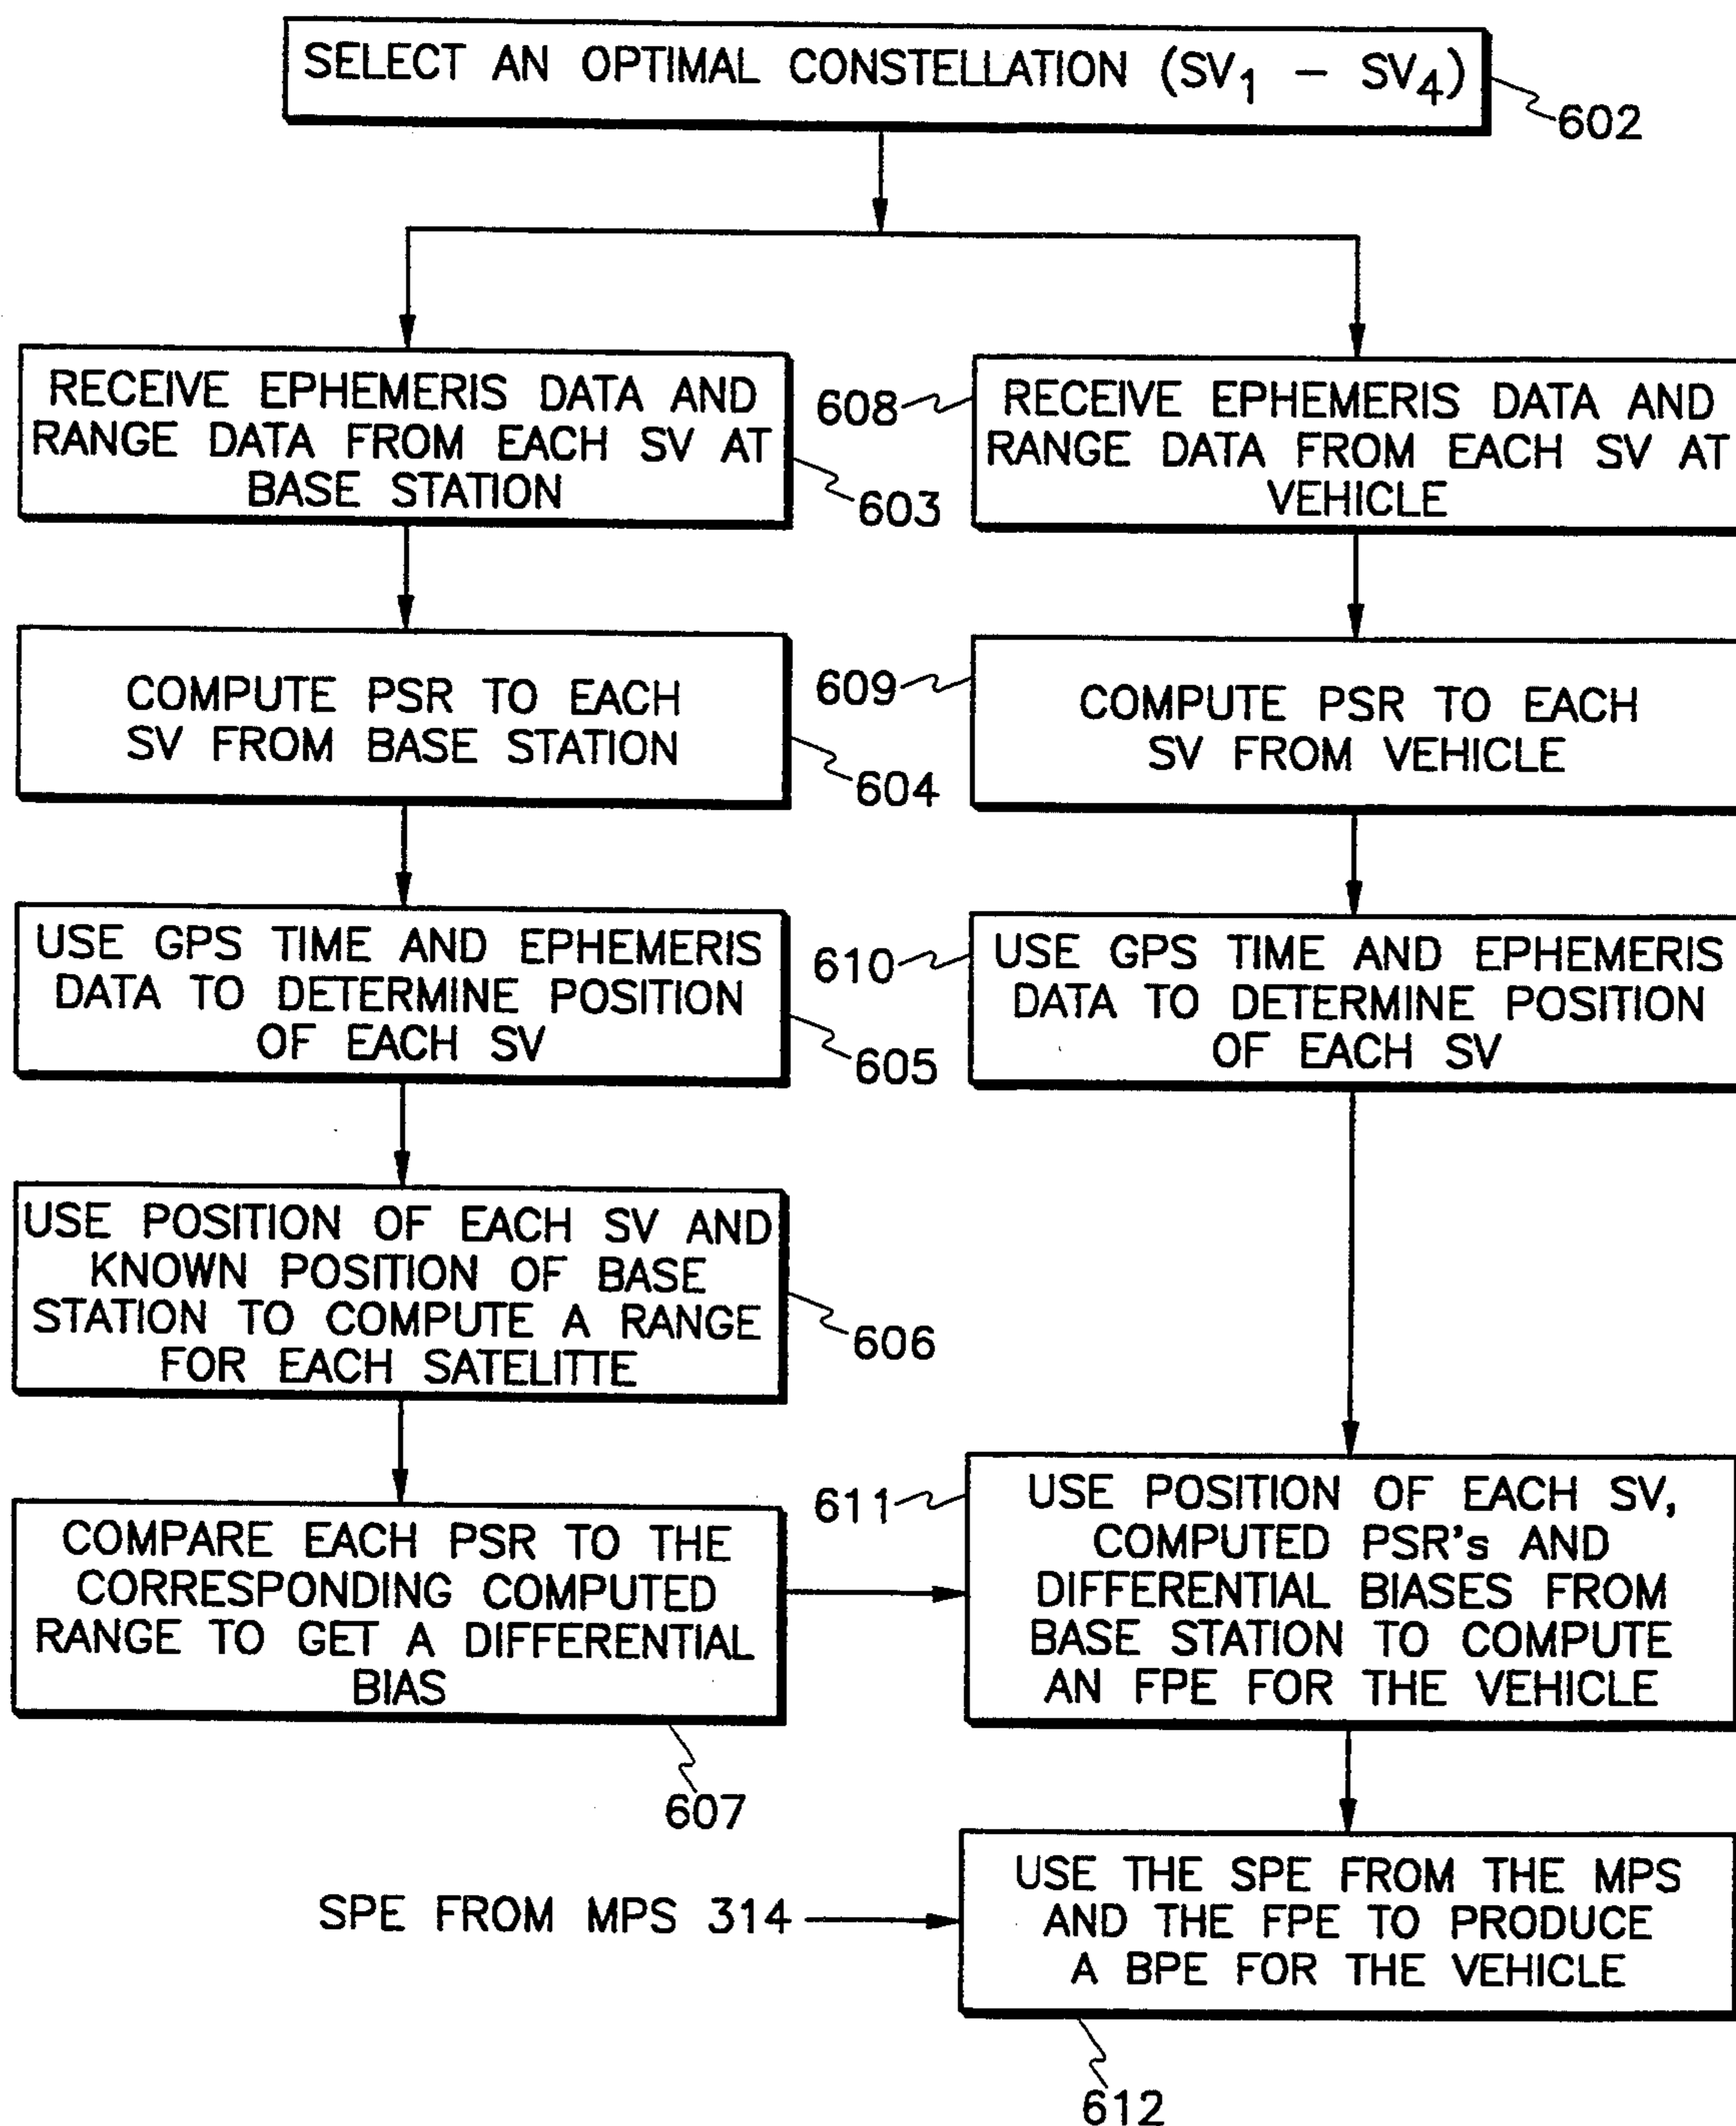 SELECT AN OPTIMAL CONSTELLATION (SV1 – SV4)
602
RECEIVE EPHEMERIS DATA AND
RANGE DATA FROM EACH SV AT
BASE STATION
603
608
RECEIVE EPHEMERIS DATA AND
RANGE DATA FROM EACH SV AT
VEHICLE
COMPUTE PSR TO EACH
SV FROM BASE STATION
604
609
COMPUTE PSR TO EACH
SV FROM VEHICLE
USE GPS TIME AND EPHEMERIS
DATA TO DETERMINE POSITION
OF EACH SV
605
610
USE GPS TIME AND EPHEMERIS
DATA TO DETERMINE POSITION
OF EACH SV
USE POSITION OF EACH SV AND
KNOWN POSITION OF BASE
STATION TO COMPUTE A RANGE
FOR EACH SATELITTE
606
COMPARE EACH PSR TO THE
CORRESPONDING COMPUTED
RANGE TO GET A DIFFERENTIAL
BIAS
607
611
USE POSITION OF EACH SV,
COMPUTED PSR's AND
DIFFERENTIAL BIASES FROM
BASE STATION TO COMPUTE
AN FPE FOR THE VEHICLE
SPE FROM MPS 314
USE THE SPE FROM THE MPS
AND THE FPE TO PRODUCE
A BPE FOR THE VEHICLE
612